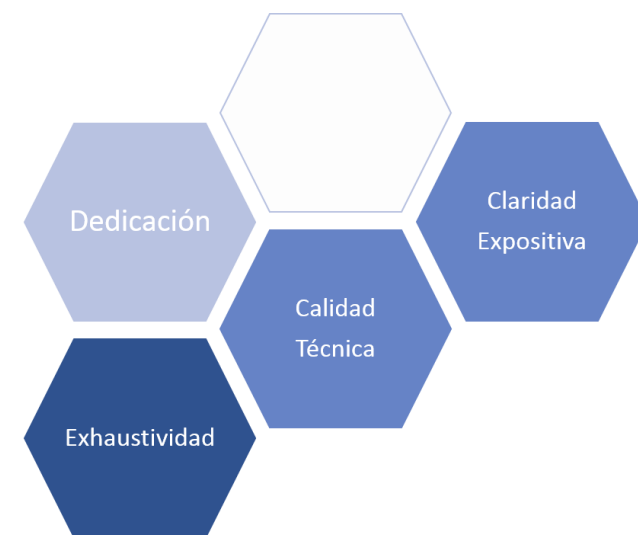 Dedicación
Claridad
Expositiva
Calidad
Técnica
Exhaustividad